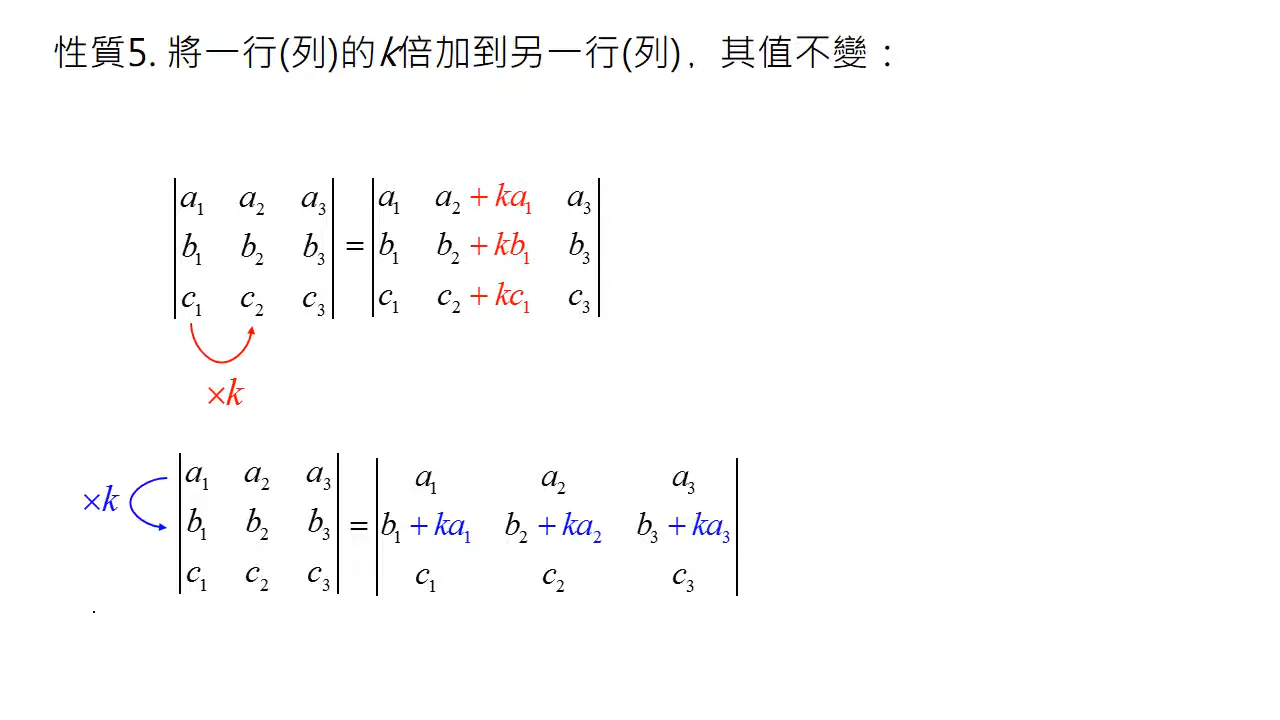 性質5. 將一行(列)的k倍加到另一行(列)，其值不變：
|a₁ a₂ a₃| = |a₁ a₂ + ka₁ a₃|
|b₁ b₂ b₃| = |b₁ b₂ + kb₁ b₃|
|c₁ c₂ c₃| = |c₁ c₂ + kc₁ c₃|
×k
|a₁ a₂ a₃| = |a₁ a₂ a₃|
×k |b₁ b₂ b₃| = |b₁ + ka₁ b₂ + ka₂ b₃ + ka₃|
|c₁ c₂ c₃| = |c₁ c₂ c₃|